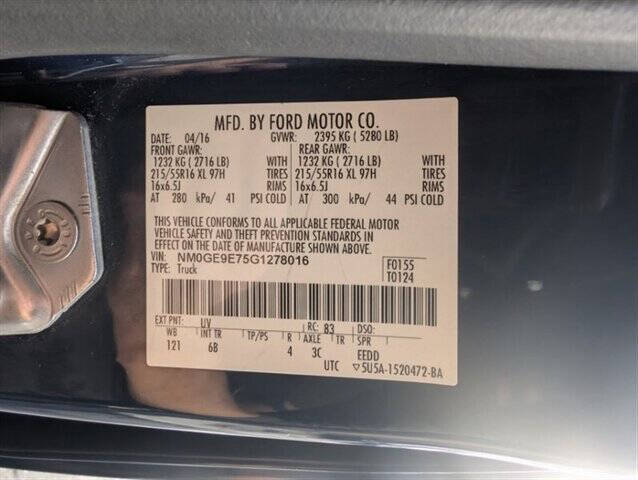 MFD. BY FORD MOTOR CO.
DATE: 04/16 GVWR: 2395 KG ( 5280 LB)
FRONT GAWR: REAR GAWR:
1232 KG (2716 LB) WITH 1232 KG (2716 LB) WITH
215/55R16 XL 97H TIRES 215/55R16 XL 97H TIRES
16x6.5J RIMS 16x6.5J RIMS
AT 280 kPa/ 41 PSI COLD AT 300 kPa/ 44 PSI COLD
THIS VEHICLE CONFORMS TO ALL APPLICABLE FEDERAL MOTOR
VEHICLE SAFETY AND THEFT PREVENTION STANDARDS IN
EFFECT ON THE DATE OF MANUFACTURE SHOWN ABOVE.
VIN: NM0GE9E75G1278016 F0155
TYPE: Truck T0124
EXT PNT: UV RC: 83 DSO:
WB INT TR TP/PS R AXLE TR SPR
121 6B 4 3C EEDD
UTC ▽5U5A-1520472-BA